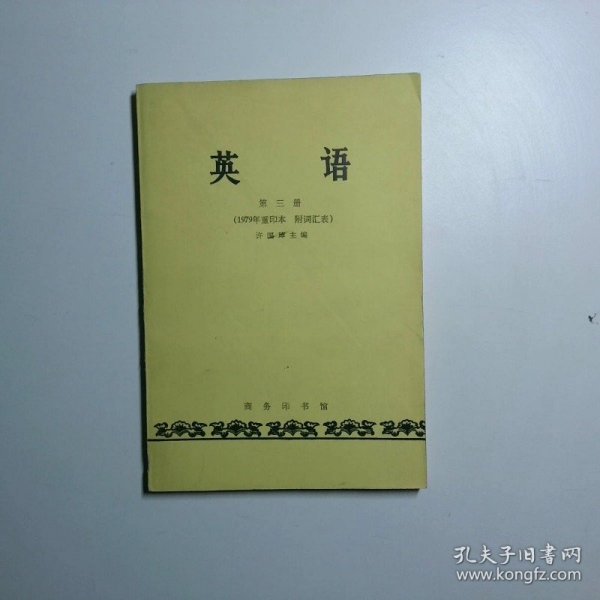 英语
第三册
(1979年重印本 附词汇表)
许国璋主编
商务印书馆
孔夫子旧书网
www.kongfz.com